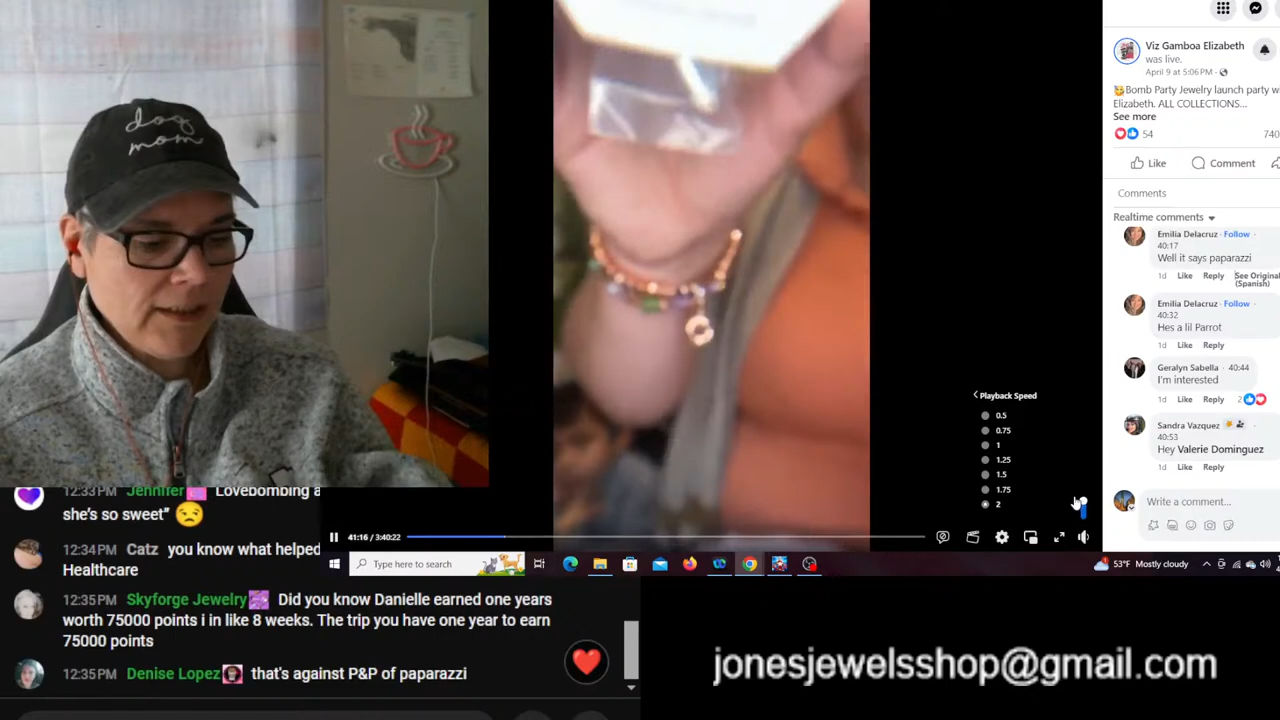 dog
mom
Viz Gamboa Elizabeth
was live.
April 9 at 5:06 PM ·
Bomb Party Jewelry launch party w
Elizabeth. ALL COLLECTIONS...
See more
54
740
Like
Comment
Comments
Realtime comments
Emilia Delacruz · Follow ·
40:17
Well it says paparazzi
1d Like Reply See Original
(Spanish)
Emilia Delacruz · Follow ·
40:32
Hes a lil Parrot
1d Like Reply
Geralyn Sabella · 40:44
I'm interested
1d Like Reply 2
Sandra Vazquez ·
40:53
Hey Valerie Dominguez
1d Like Reply
Write a comment...
Playback Speed
0.5
0.75
1
1.25
1.5
1.75
2
41:16 / 3:40:22
Type here to search
53°F Mostly cloudy
12:33PM Jennifer Lovebombing a
she's so sweet"
12:34PM Catz you know what helped
Healthcare
12:35PM Skyforge Jewelry Did you know Danielle earned one years
worth 75000 points i in like 8 weeks. The trip you have one year to earn
75000 points
12:35PM Denise Lopez that's against P&P of paparazzi
jonesjewelsshop@gmail.com